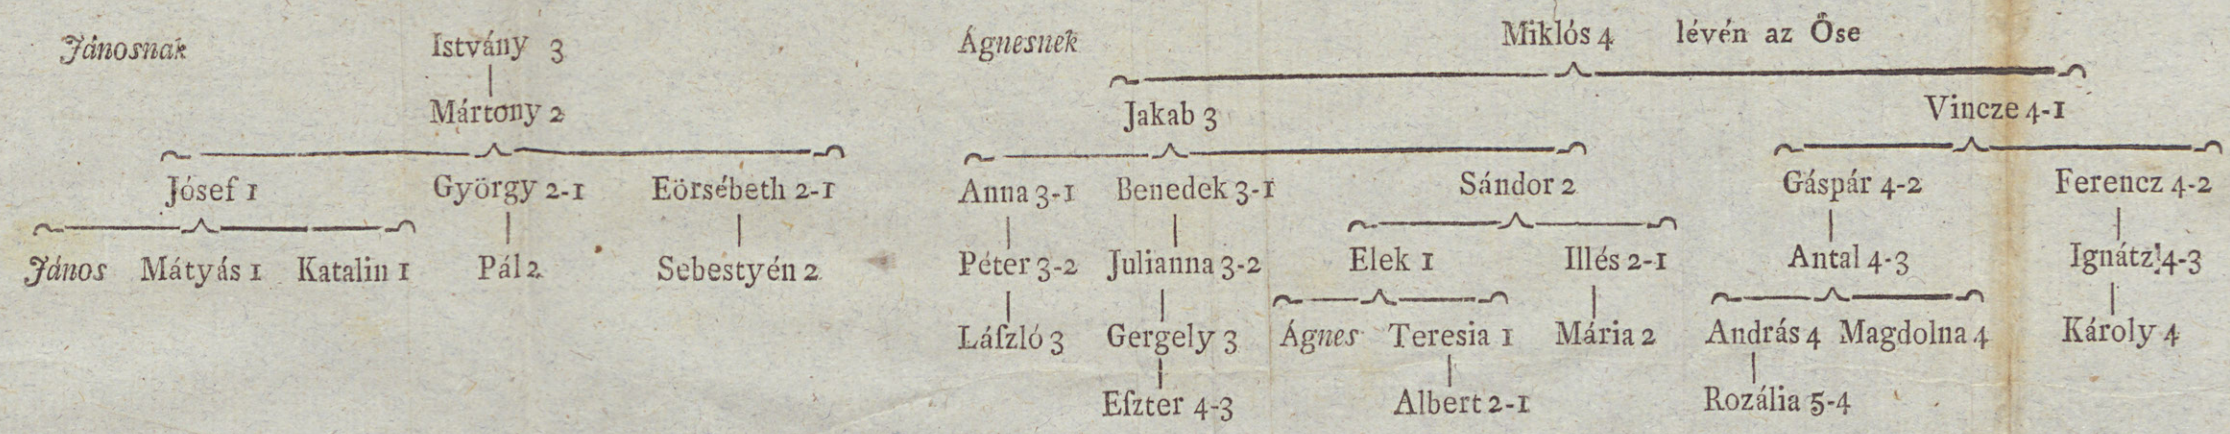 Jánosnak Istvány 3
Mártony 2
Jósef 1 György 2-1 Eörsébeth 2-1
János Mátyás 1 Katalin 1 Pál 2 Sebestyén 2
Ágnesnek Miklós 4 lévén az Őse
Jakab 3 Vincze 4-1
Anna 3-1 Benedek 3-1 Sándor 2 Gáspár 4-2 Ferencz 4-2
Péter 3-2 Julianna 3-2 Elek 1 Illés 2-1 Antal 4-3 Ignátz 4-3
Láſzló 3 Gergely 3 Ágnes Teresia 1 Mária 2 András 4 Magdolna 4 Károly 4
Eſzter 4-3 Albert 2-1 Rozália 5-4